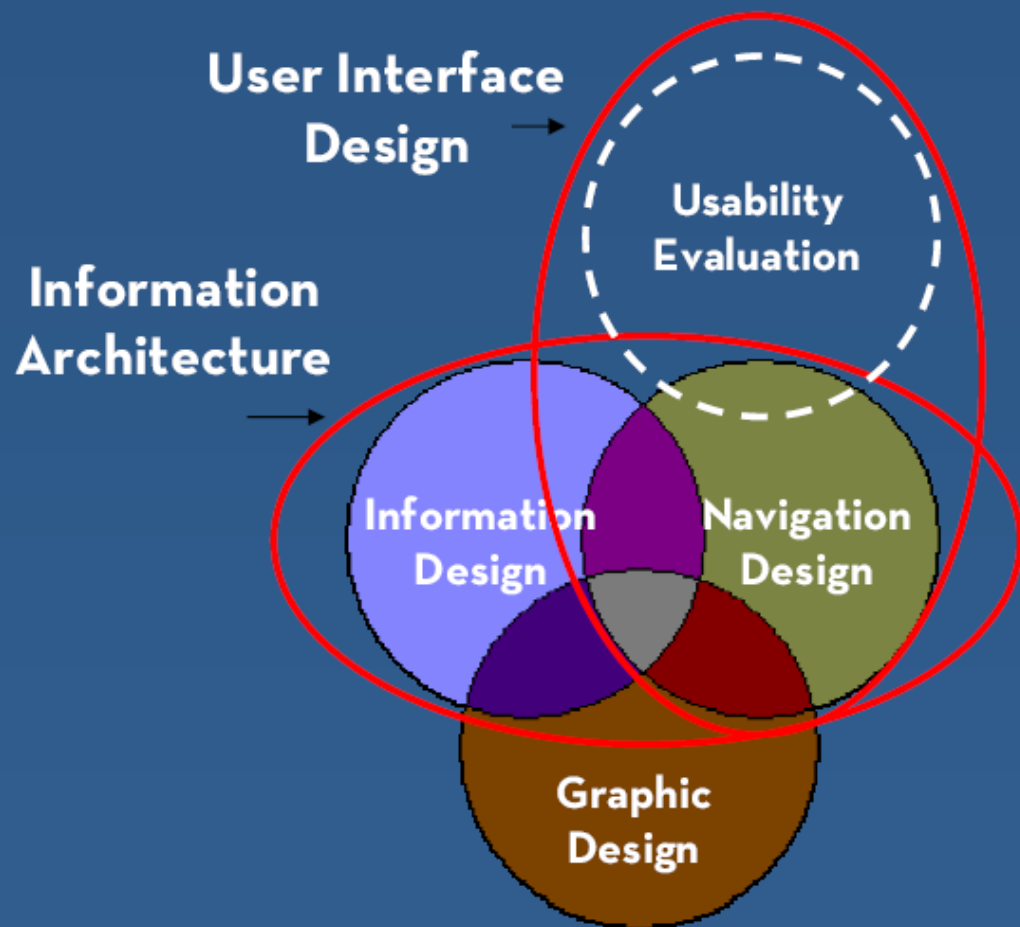 User Interface
Design
Usability
Evaluation
Information
Architecture
Information
Design
Navigation
Design
Graphic
Design